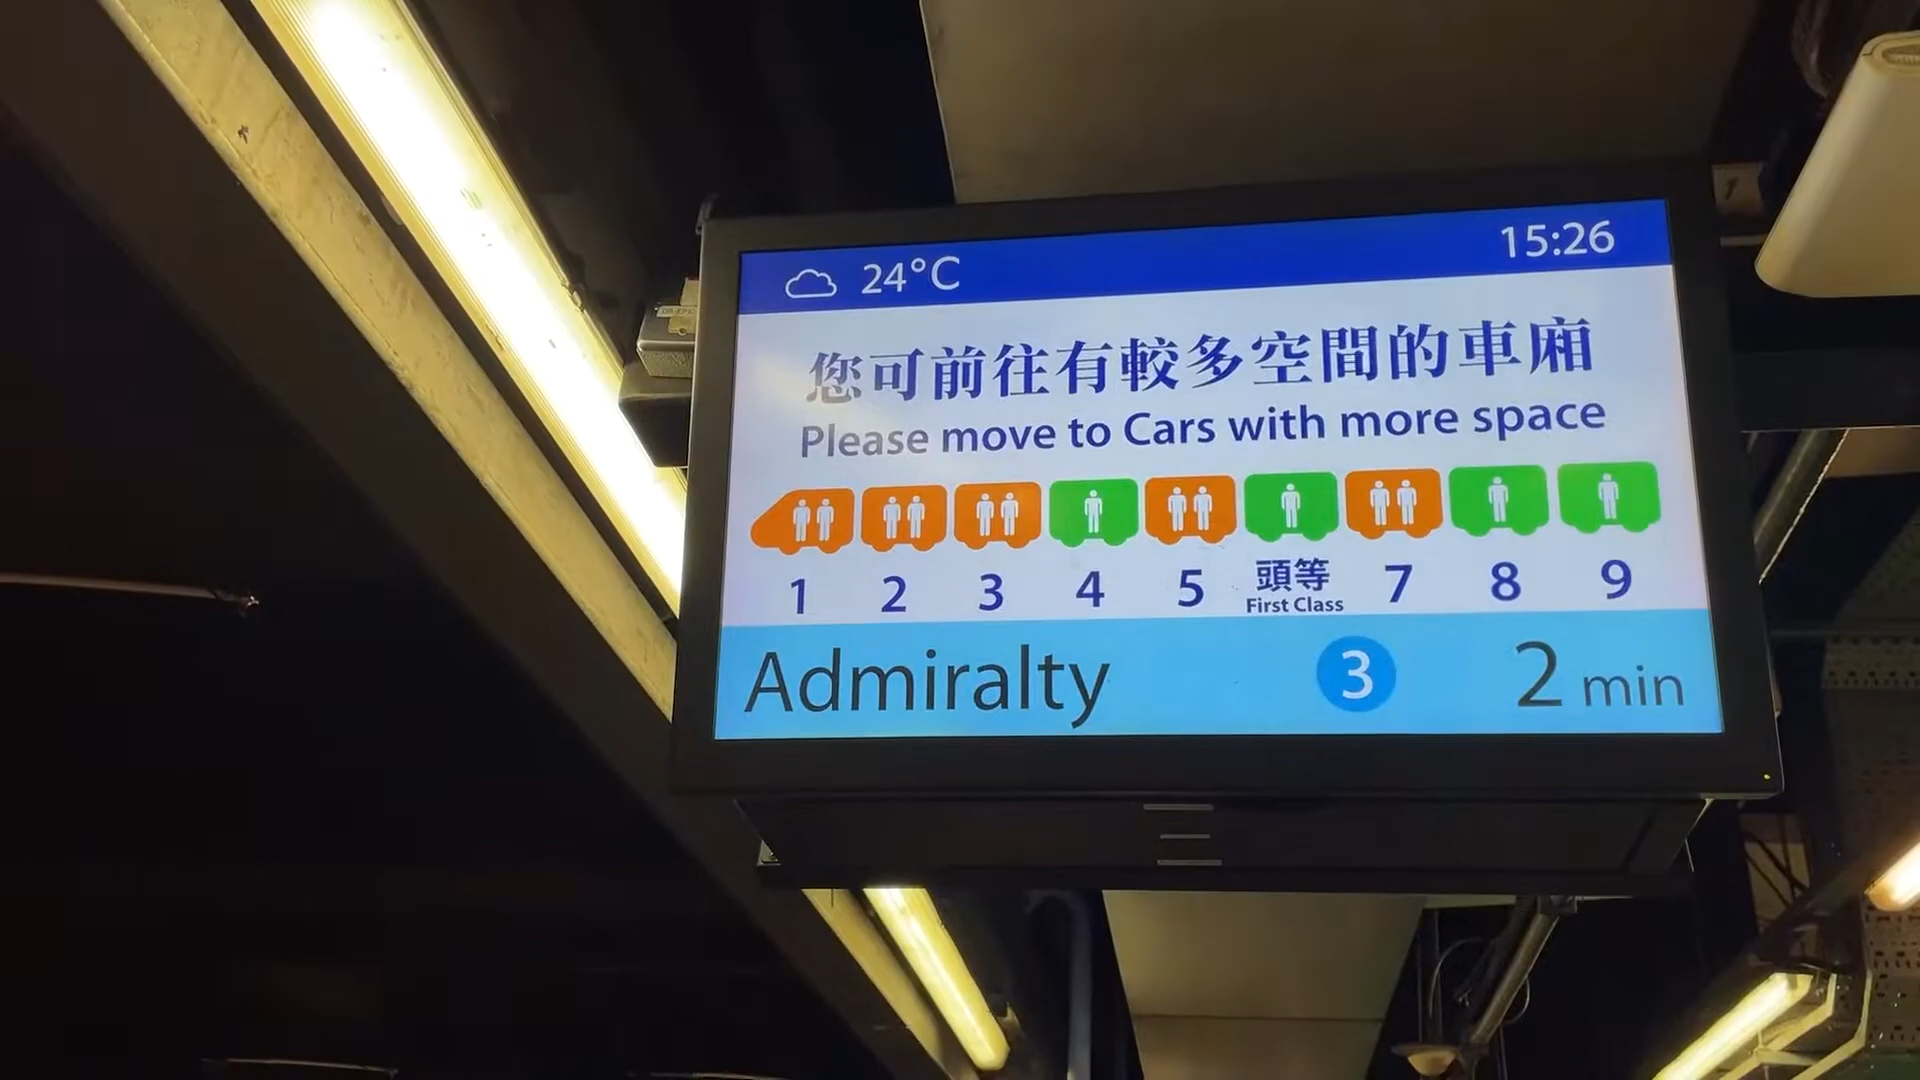 24°C 15:26
您可前往有較多空間的車廂
Please move to Cars with more space
1 2 3 4 5 頭等 7 8 9
First Class
Admiralty 3 2 min